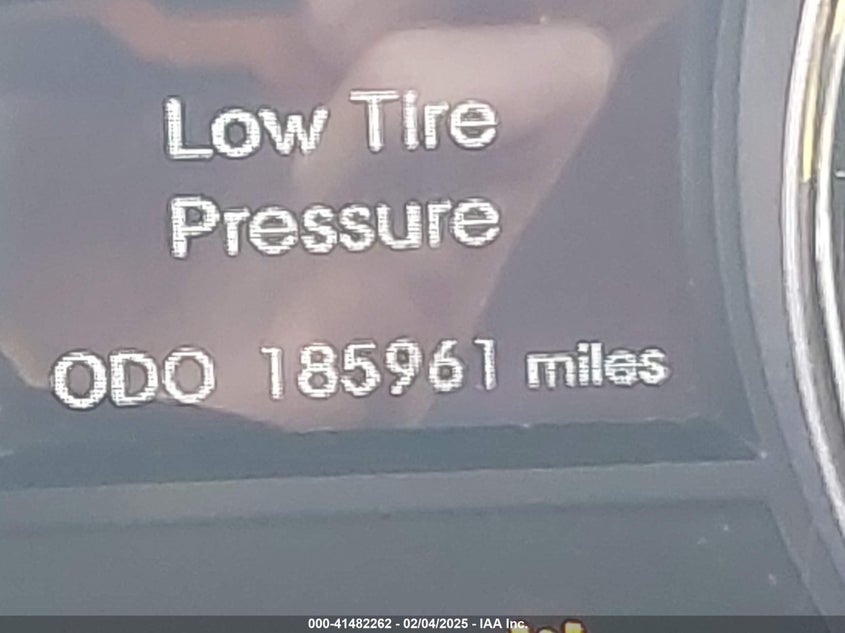 Low Tire
Pressure
ODO 185961 miles
000-41482262 - 02/04/2025 - IAA Inc.